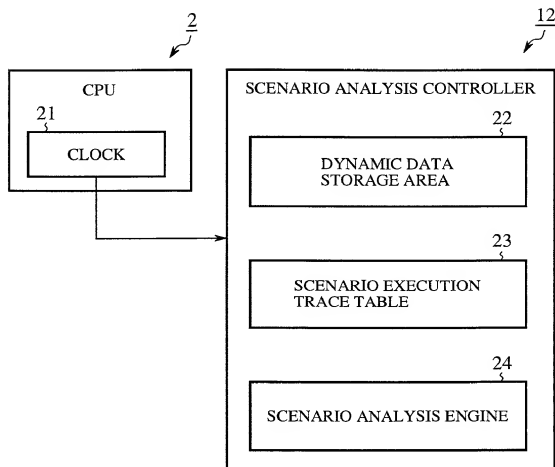 2
12
CPU
21
CLOCK
SCENARIO ANALYSIS CONTROLLER
22
DYNAMIC DATA
STORAGE AREA
23
SCENARIO EXECUTION
TRACE TABLE
24
SCENARIO ANALYSIS ENGINE